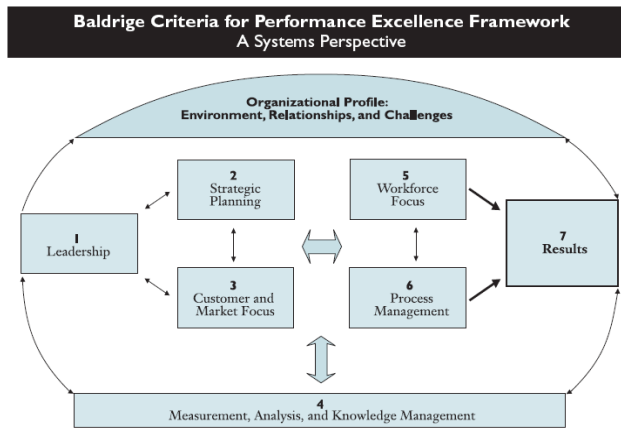 Baldrige Criteria for Performance Excellence Framework
A Systems Perspective
Organizational Profile:
Environment, Relationships, and Challenges
2
Strategic
Planning
5
Workforce
Focus
1
Leadership
7
Results
3
Customer and
Market Focus
6
Process
Management
4
Measurement, Analysis, and Knowledge Management